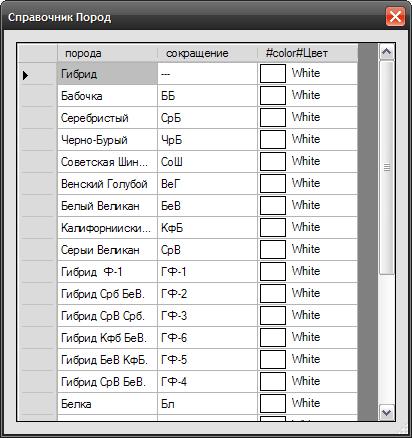 Справочник Пород
порода сокращение #color#Цвет
Гибрид --- White
Бабочка ББ White
Серебристый СрБ White
Черно-Бурый ЧрБ White
Советская Шин... СоШ White
Венский Голубой ВеГ White
Белый Великан БеВ White
Калифорнииски... КфБ White
Серыи Великан СрВ White
Гибрид Ф-1 ГФ-1 White
Гибрид Срб БеВ. ГФ-2 White
Гибрид СрВ Срб. ГФ-3 White
Гибрид Кфб БеВ. ГФ-6 White
Гибрид БеВ КфБ. ГФ-5 White
Гибрид СрВ БеВ. ГФ-4 White
Белка Бл White